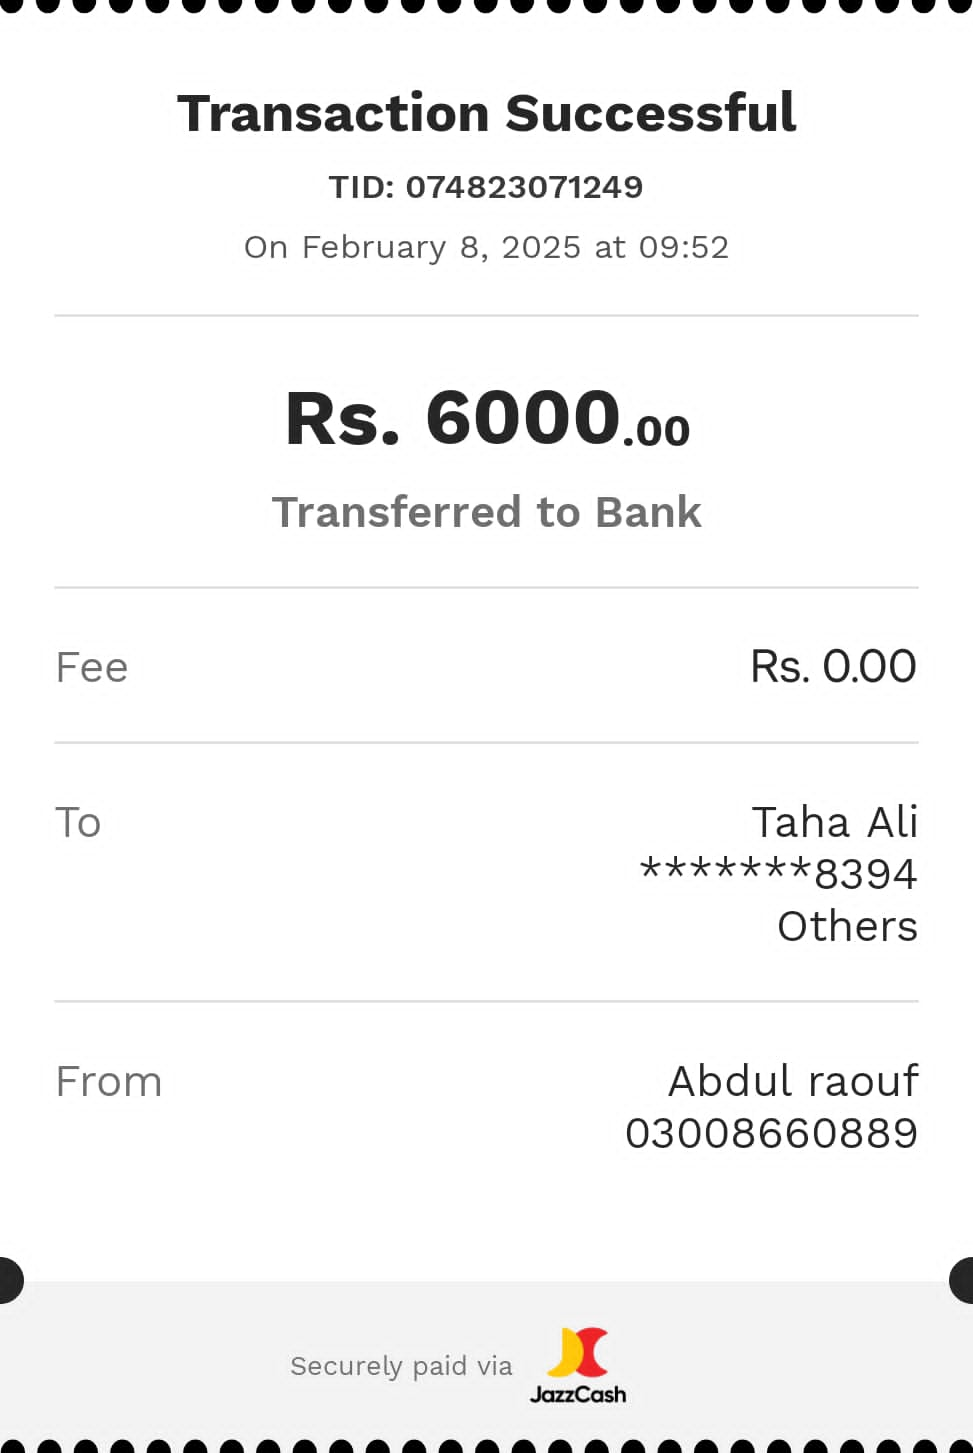 Transaction Successful
TID: 074823071249
On February 8, 2025 at 09:52
Rs. 6000.00
Transferred to Bank
Fee Rs. 0.00
To Taha Ali
*******8394
Others
From Abdul raouf
03008660889
Securely paid via JazzCash